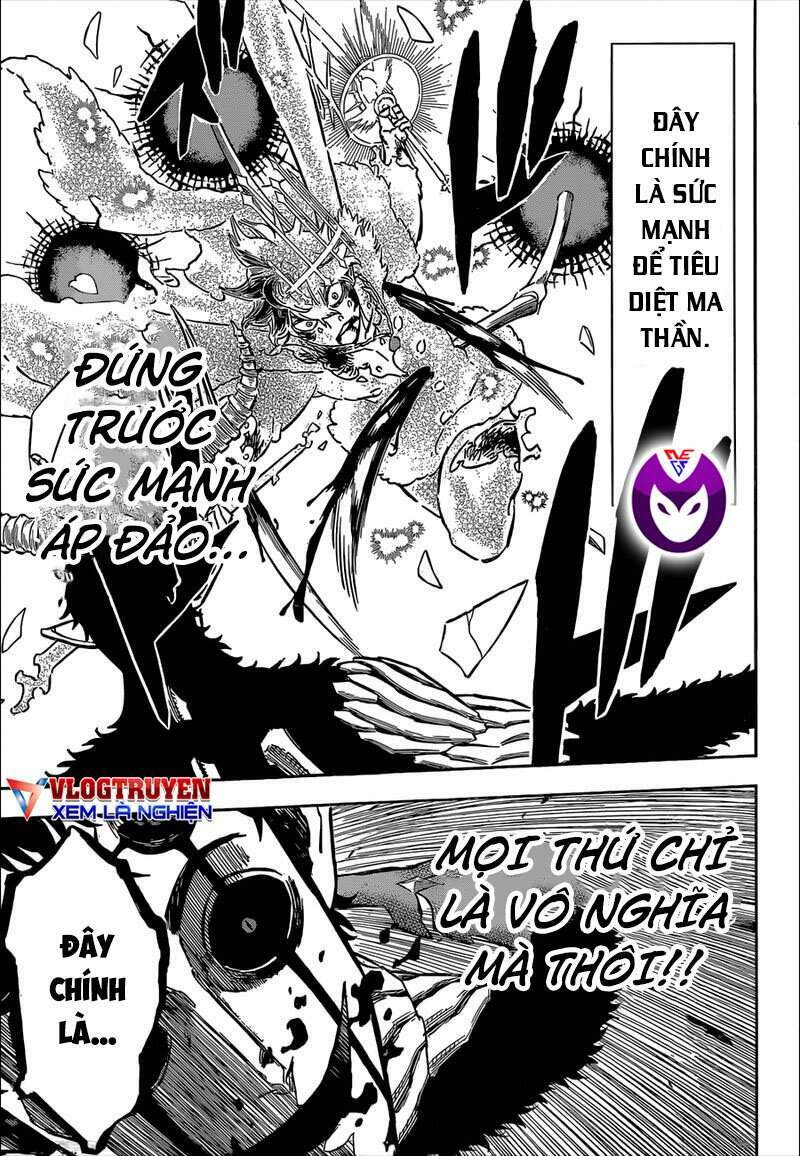 ĐÂY
CHÍNH
LÀ SỨC
MẠNH
ĐỂ TIÊU
DIỆT MA
THẦN.
ĐỨNG
TRƯỚC
SỨC MẠNH
ÁP ĐẢO...
VLOGTRUYEN
XEM LÀ NGHIỆN
MỌI THỨ CHỈ
LÀ VÔ NGHĨA
MÀ THÔI!!
ĐÂY
CHÍNH
LÀ...